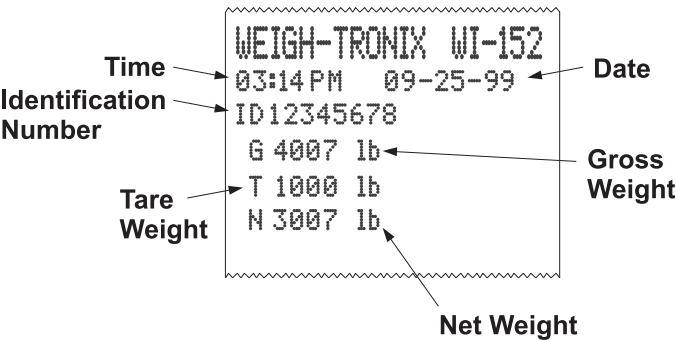 WEIGH-TRONIX WI-152
Time
03:14PM 09-25-99
Date
Identification
Number
ID12345678
G 4007 lb
Gross
Weight
Tare
Weight
T 1000 lb
N 3007 lb
Net Weight